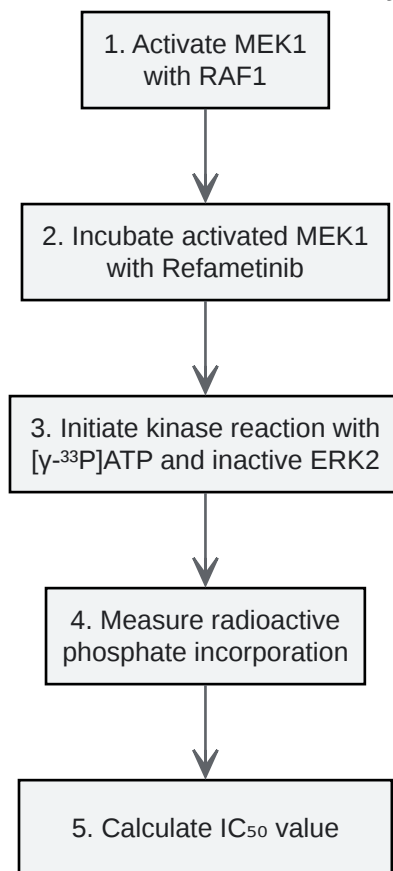 1. Activate MEK1
with RAF1
2. Incubate activated MEK1
with Refametinib
3. Initiate kinase reaction with
[γ-³³P]ATP and inactive ERK2
4. Measure radioactive
phosphate incorporation
5. Calculate IC₅₀ value